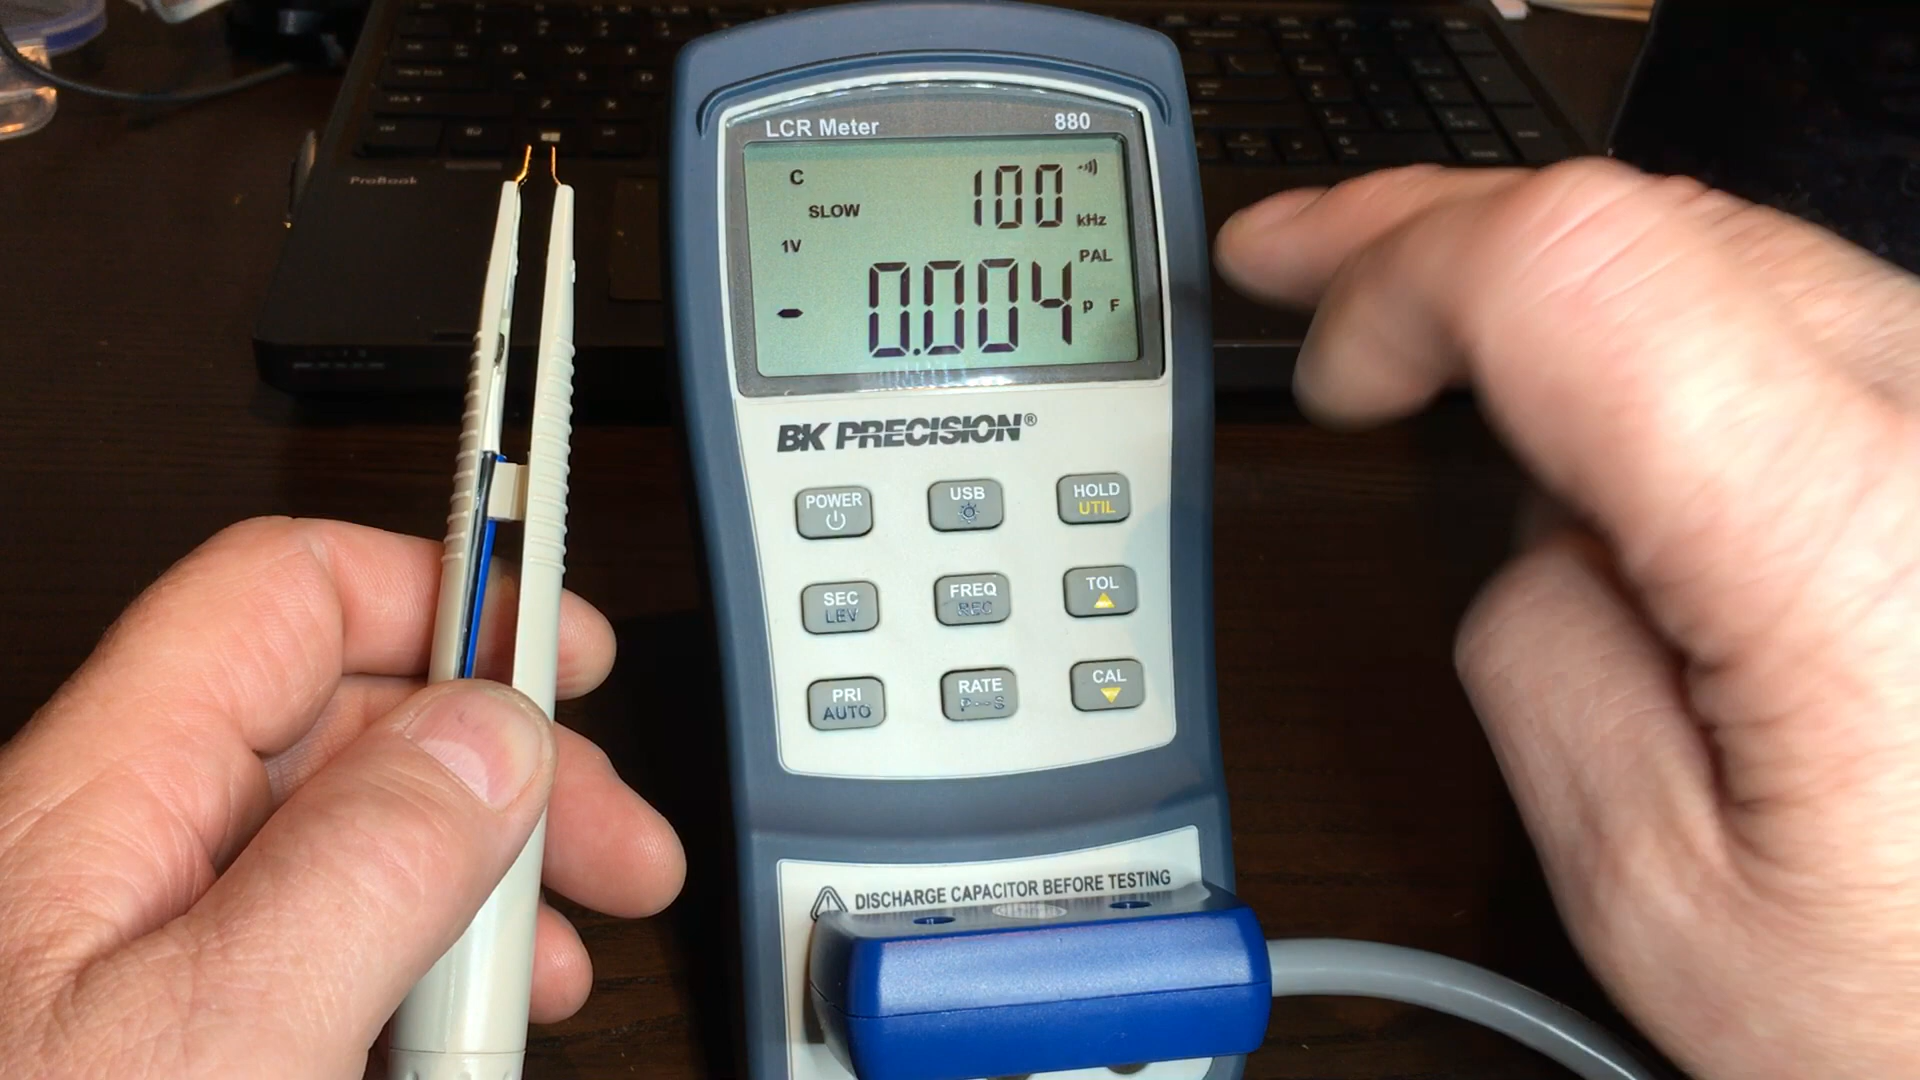 ProBook
LCR Meter 880
C 100 kHz
SLOW
1V PAL
- 0.004 p F
BK PRECISION®
POWER
USB
HOLD
UTIL
SEC
LEV
FREQ
REC
TOL
PRI
AUTO
RATE
P↔S
CAL
DISCHARGE CAPACITOR BEFORE TESTING